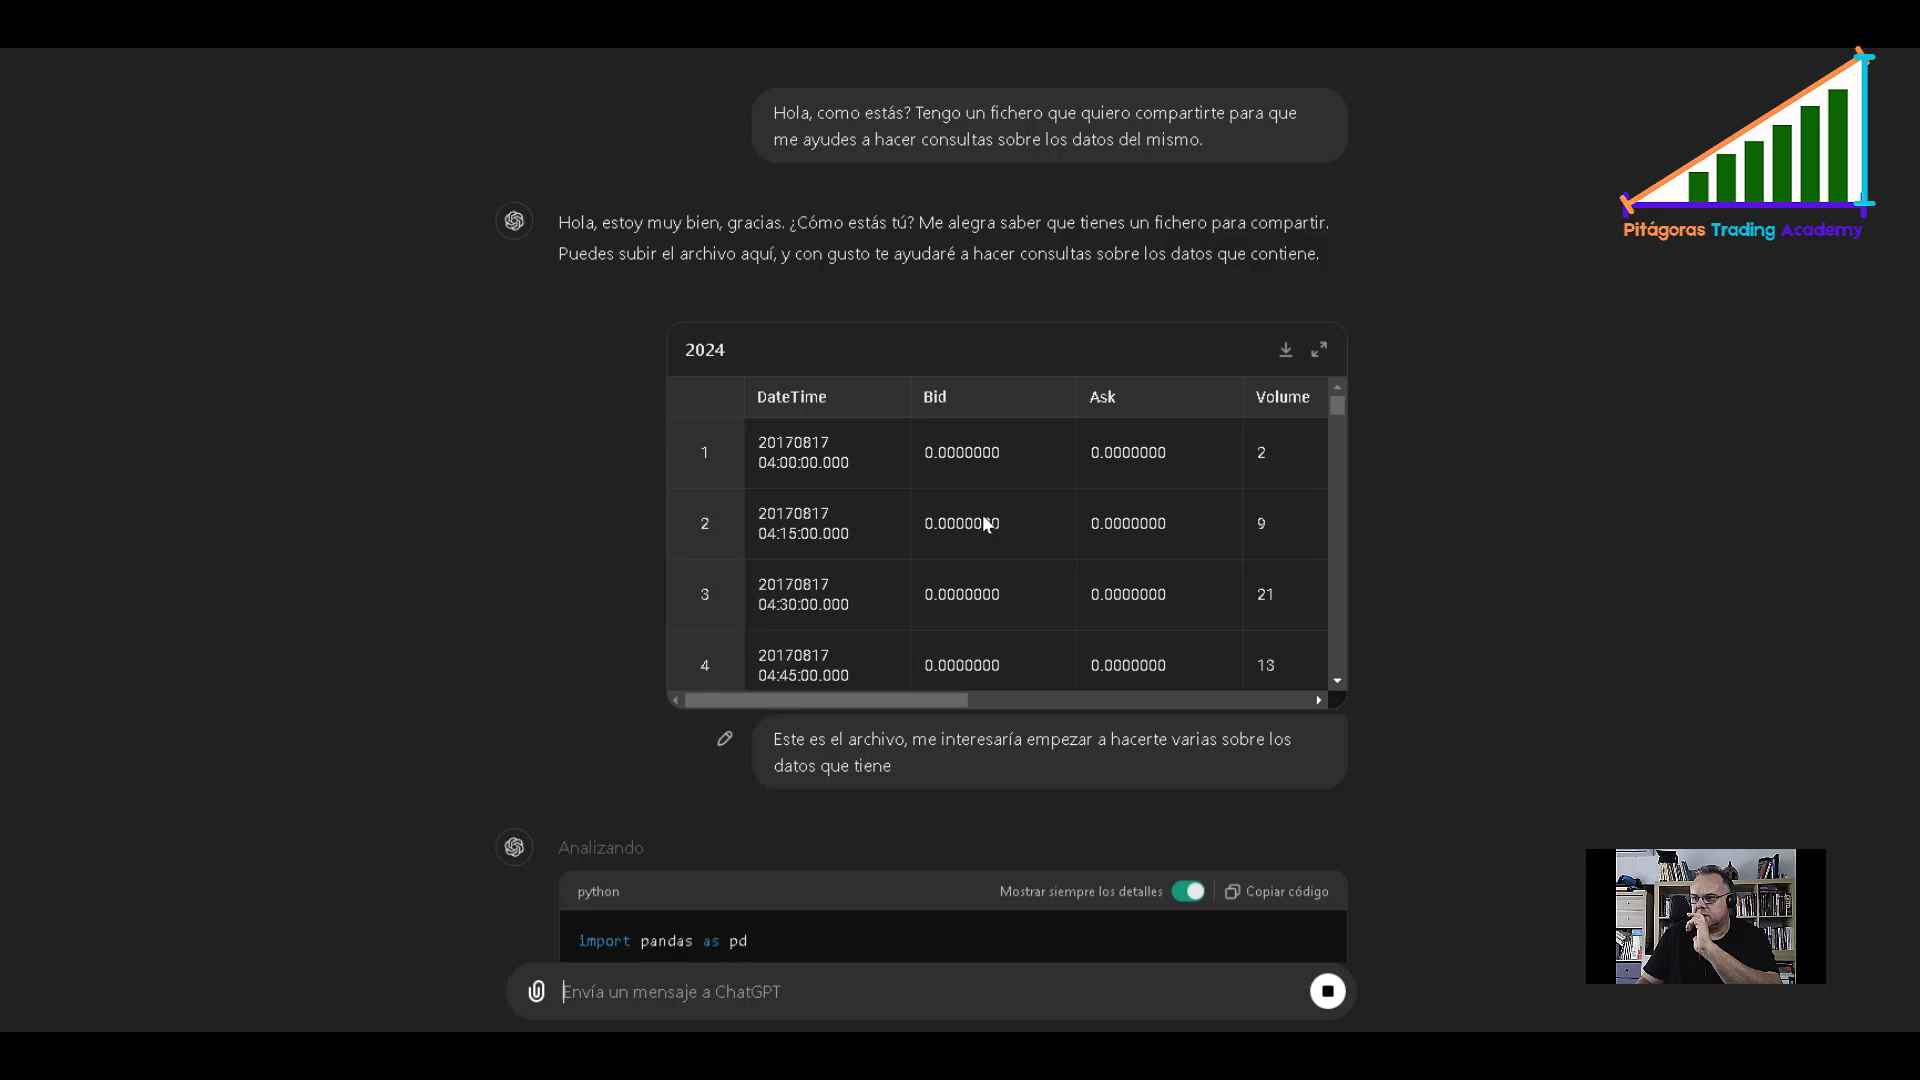 Hola, como estás? Tengo un fichero que quiero compartirte para que
me ayudes a hacer consultas sobre los datos del mismo.
Pitágoras Trading Academy
Hola, estoy muy bien, gracias. ¿Cómo estás tú? Me alegra saber que tienes un fichero para compartir.
Puedes subir el archivo aquí, y con gusto te ayudaré a hacer consultas sobre los datos que contiene.
2024
DateTime Bid Ask Volume
1 20170817 04:00:00.000 0.0000000 0.0000000 2
2 20170817 04:15:00.000 0.0000000 0.0000000 9
3 20170817 04:30:00.000 0.0000000 0.0000000 21
4 20170817 04:45:00.000 0.0000000 0.0000000 13
Este es el archivo, me interesaría empezar a hacerte varias sobre los
datos que tiene
Analizando
python Mostrar siempre los detalles Copiar código
import pandas as pd
Envía un mensaje a ChatGPT